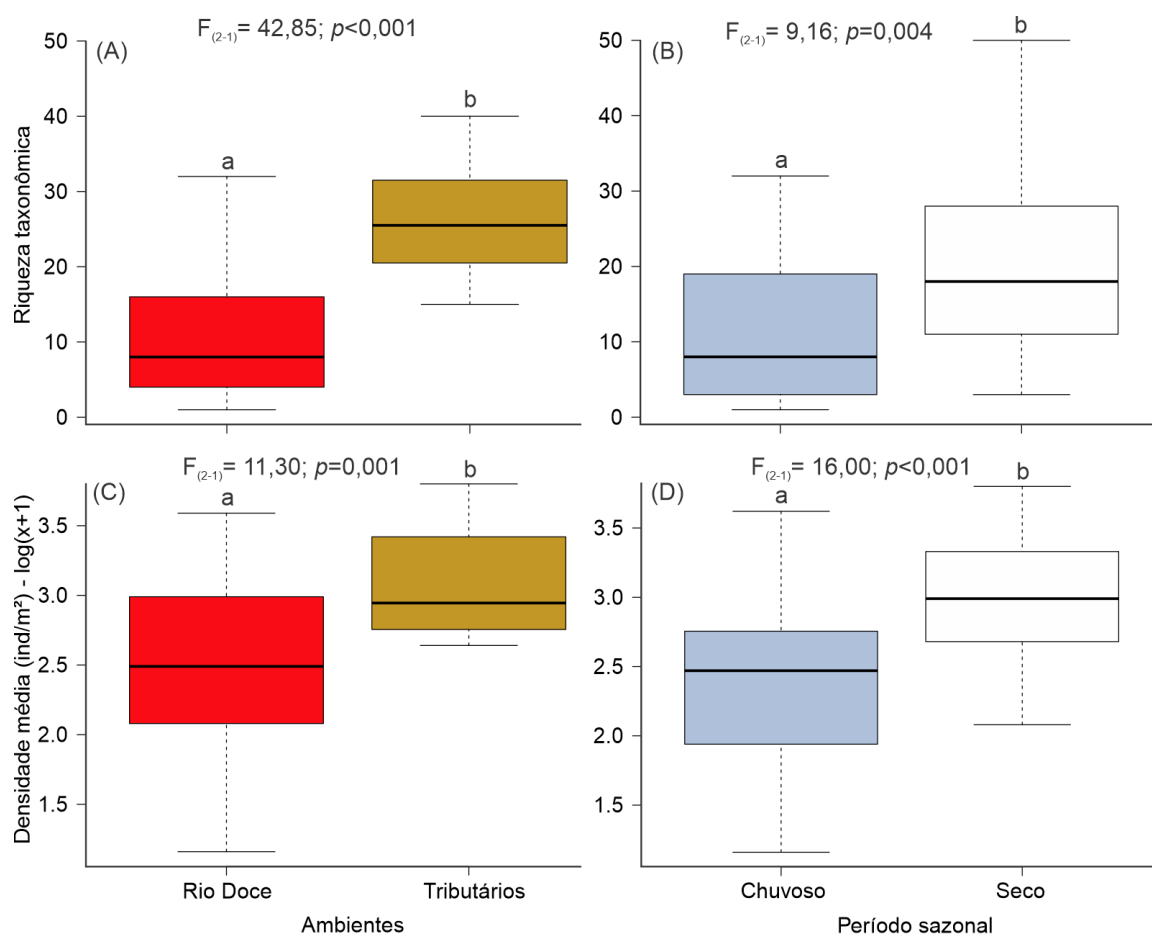 F(2-1)= 42,85; p<0,001
(A)
a
b
50
40
30
20
10
0
Riqueza taxonômica
F(2-1)= 9,16; p=0,004
(B)
a
b
50
40
30
20
10
0
F(2-1)= 11,30; p=0,001
(C)
a
b
3.5
3.0
2.5
2.0
1.5
Densidade média (ind/m²) - log(x+1)
Rio Doce
Tributários
Ambientes
F(2-1)= 16,00; p<0,001
(D)
a
b
3.5
3.0
2.5
2.0
1.5
Chuvoso
Seco
Período sazonal